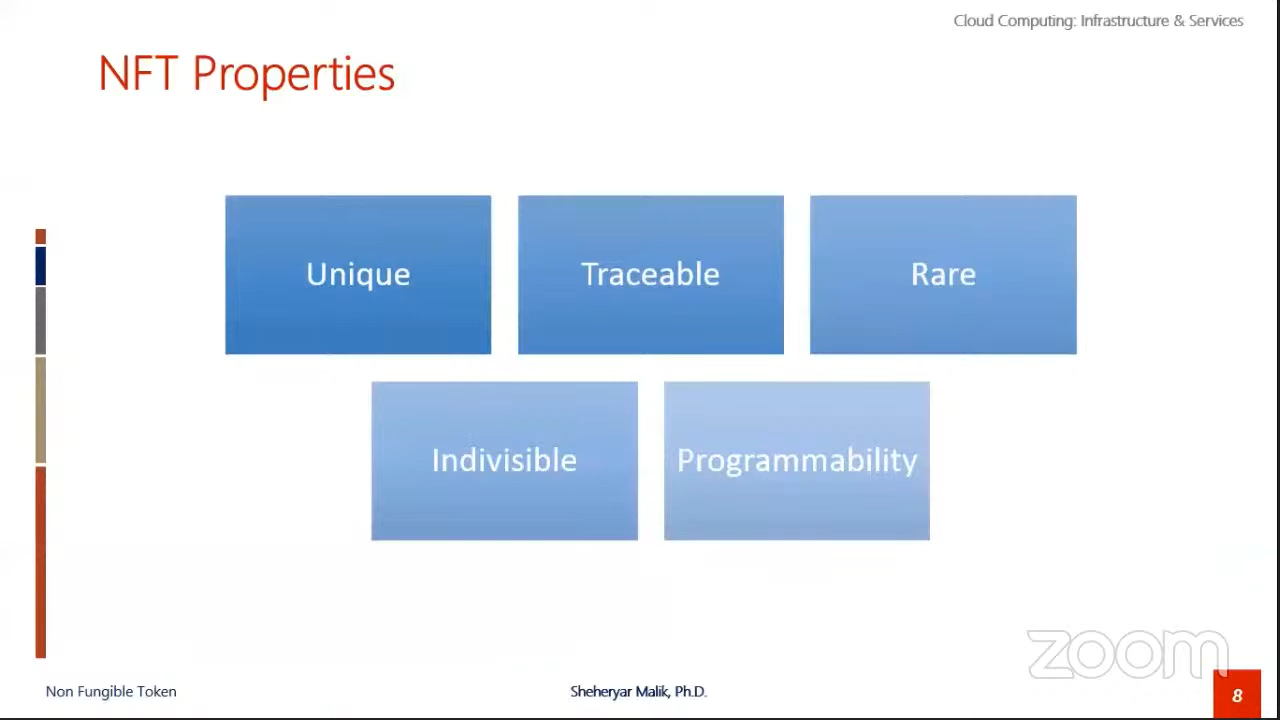 Cloud Computing: Infrastructure & Services
NFT Properties
Unique
Traceable
Rare
Indivisible
Programmability
zoom
Non Fungible Token
Sheheryar Malik, Ph.D.
8